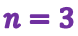 n = 3